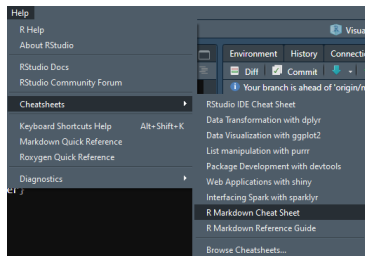 Help
R Help
About RStudio
RStudio Docs
RStudio Community Forum
Cheatsheets
Keyboard Shortcuts Help Alt+Shift+K
Markdown Quick Reference
Roxygen Quick Reference
Diagnostics
Environment History
Diff Commit
Your branch is ahead of 'origin/
RStudio IDE Cheat Sheet
Data Transformation with dplyr
Data Visualization with ggplot2
List manipulation with purrr
Package Development with devtools
Web Applications with shiny
Interfacing Spark with sparklyr
R Markdown Cheat Sheet
R Markdown Reference Guide
Browse Cheatsheets...